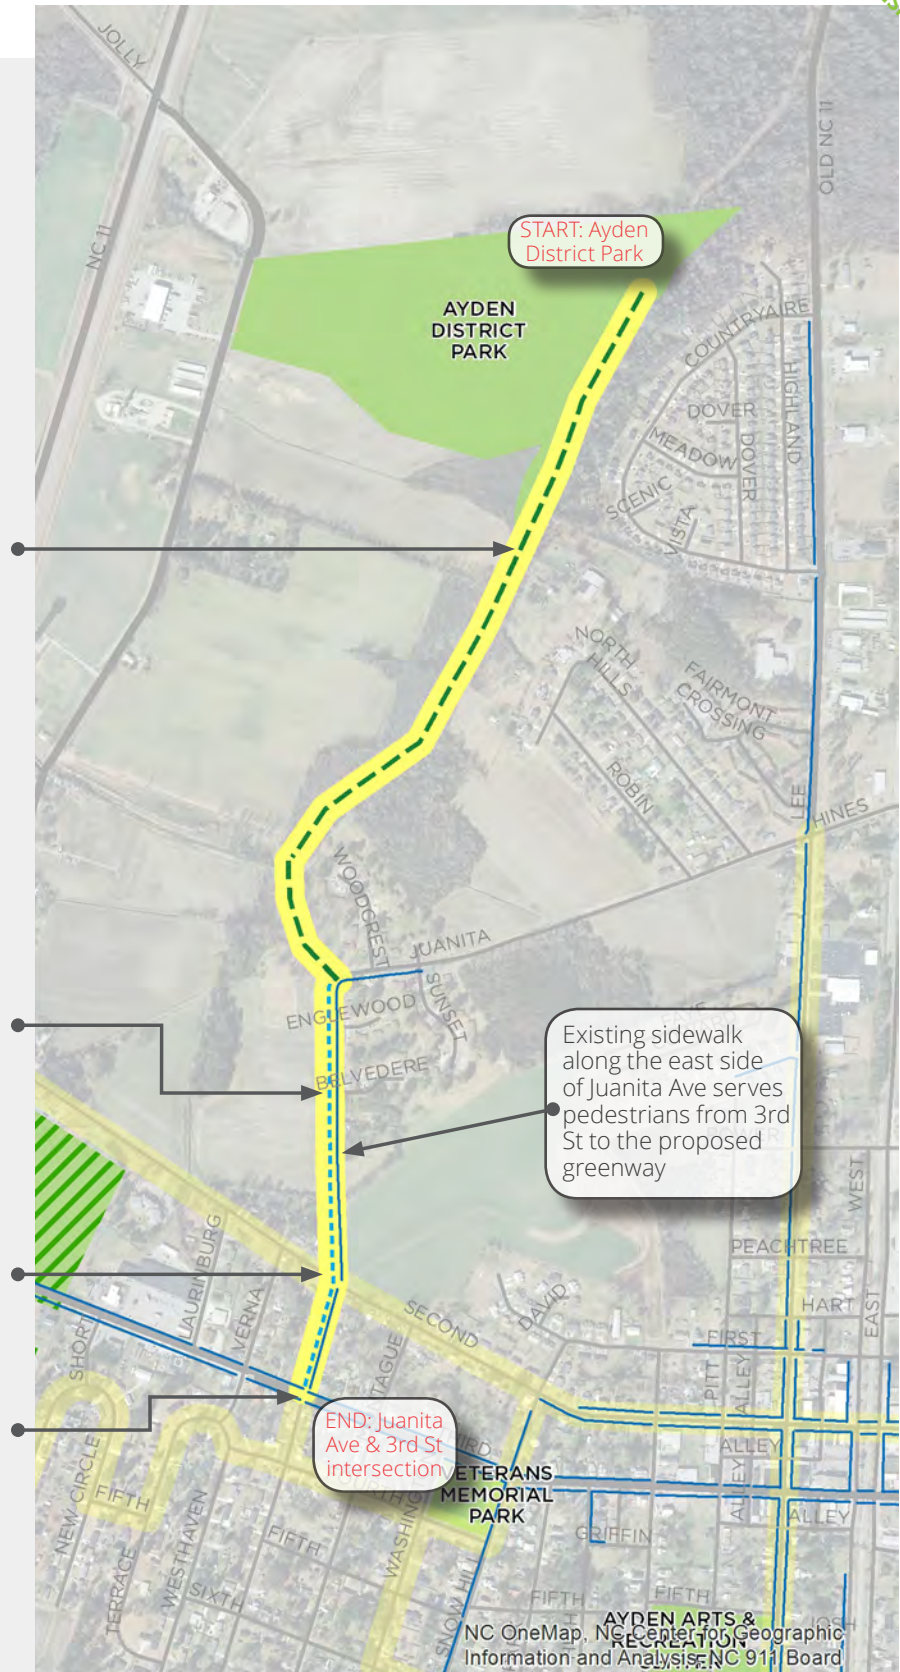 JOLLY
NC 11
OLD NC 11
START: Ayden
District Park
AYDEN
DISTRICT
PARK
COUNTRYAIRE
HIGHLAND
DOVER
DOVER
MEADOW
SCENIC
VISTA
NORTH
HILLS
FAIRMONT
CROSSING
ROBIN
LEE
HINES
WOODCREST
JUANITA
SUNSET
ENGLEWOOD
BELVEDERE
Existing sidewalk
along the east side
of Juanita Ave serves
pedestrians from 3rd
St to the proposed
greenway
WEST
PEACHTREE
HART
EAST
LAURINBURG
VERNA
SHORT
SECOND
DAVID
FIRST
PITT
ALLEY
END: Juanita
Ave & 3rd St
intersection
VETERANS
MEMORIAL
PARK
ALLEY
ALLEY
ALLEY
NEW CIRCLE
FIFTH
TERRACE
WESTHAVEN
FIFTH
SIXTH
SNOW HILL
GRIFFIN
FIFTH
FIFTH
AYDEN ARTS &
RECREATION
NC OneMap, NC Center for Geographic
Information and Analysis, NC 911 Board